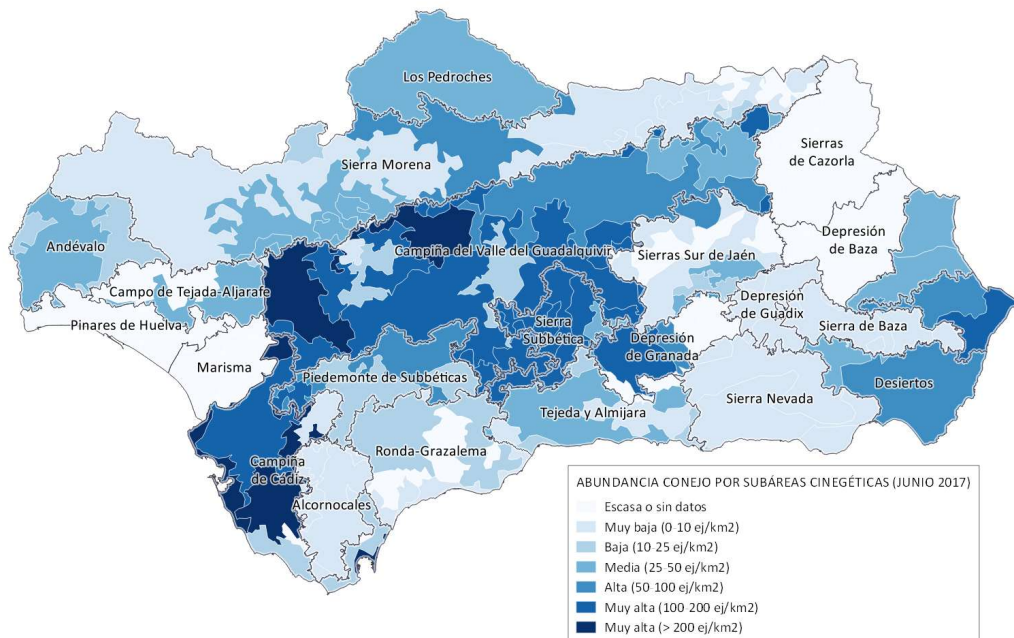 Los Pedroches
Sierra Morena
Sierras
de Cazorla
Andévalo
Campiña del Valle del Guadalquivir
Sierras Sur de Jaén
Depresión
de Baza
Campo de Tejada-Aljarafe
Pinares de Huelva
Depresión
de Guadix
Sierra
Subbética
Sierra de Baza
Depresión
de Granada
Marisma
Piedemonte de Subbéticas
Desiertos
Sierra Nevada
Tejeda y Almijara
Ronda-Grazalema
Campiña
de Cádiz
Alcornocales
ABUNDANCIA CONEJO POR SUBÁREAS CINEGÉTICAS (JUNIO 2017)
Escasa o sin datos
Muy baja (0-10 ej/km2)
Baja (10-25 ej/km2)
Media (25-50 ej/km2)
Alta (50-100 ej/km2)
Muy alta (100-200 ej/km2)
Muy alta (> 200 ej/km2)